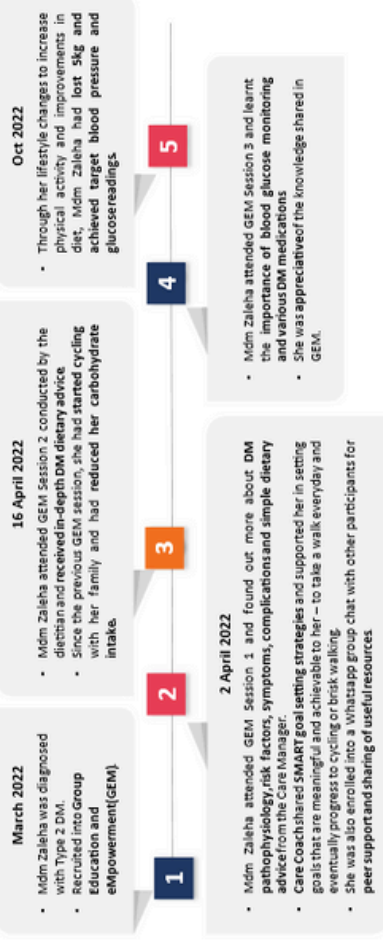 March 2022
• Mdm Zaleha was diagnosed
with Type 2 DM.
• Recruited into Group
Education and
eMpowerment(GEM).
1
2 April 2022
• Mdm Zaleha attended GEM Session 1 and found out more about DM
pathophysiology, risk factors, symptoms, complications and simple dietary
advice from the Care Manager.
• Care Coach shared SMART goal setting strategies and supported her in setting
goals that are meaningful and achievable to her – to take a walk everyday and
eventually progress to cycling or brisk walking.
• She was also enrolled into a Whatsapp group chat with other participants for
peer support and sharing of useful resources.
2
16 April 2022
• Mdm Zaleha attended GEM Session 2 conducted by the
dietitian and received in-depth DM dietary advice.
• Since the previous GEM session, she had started cycling
with her family and had reduced her carbohydrate
intake.
3
• Mdm Zaleha attended GEM Session 3 and learnt
the importance of blood glucose monitoring
and various DM medications
• She was appreciative of the knowledge shared in
GEM.
4
Oct 2022
• Through her lifestyle changes to increase
physical activity and improvements in
diet, Mdm Zaleha had lost 5kg and
achieved target blood pressure and
glucose readings.
5